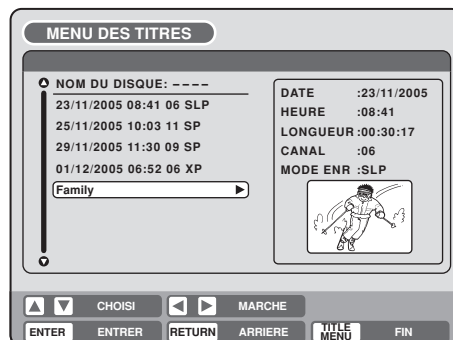 MENU DES TITRES
NOM DU DISQUE: ----
23/11/2005 08:41 06 SLP
25/11/2005 10:03 11 SP
29/11/2005 11:30 09 SP
01/12/2005 06:52 06 XP
Family
DATE :23/11/2005
HEURE :08:41
LONGUEUR :00:30:17
CANAL :06
MODE ENR :SLP
CHOISI MARCHE
ENTER ENTRER RETURN ARRIERE TITLE MENU FIN